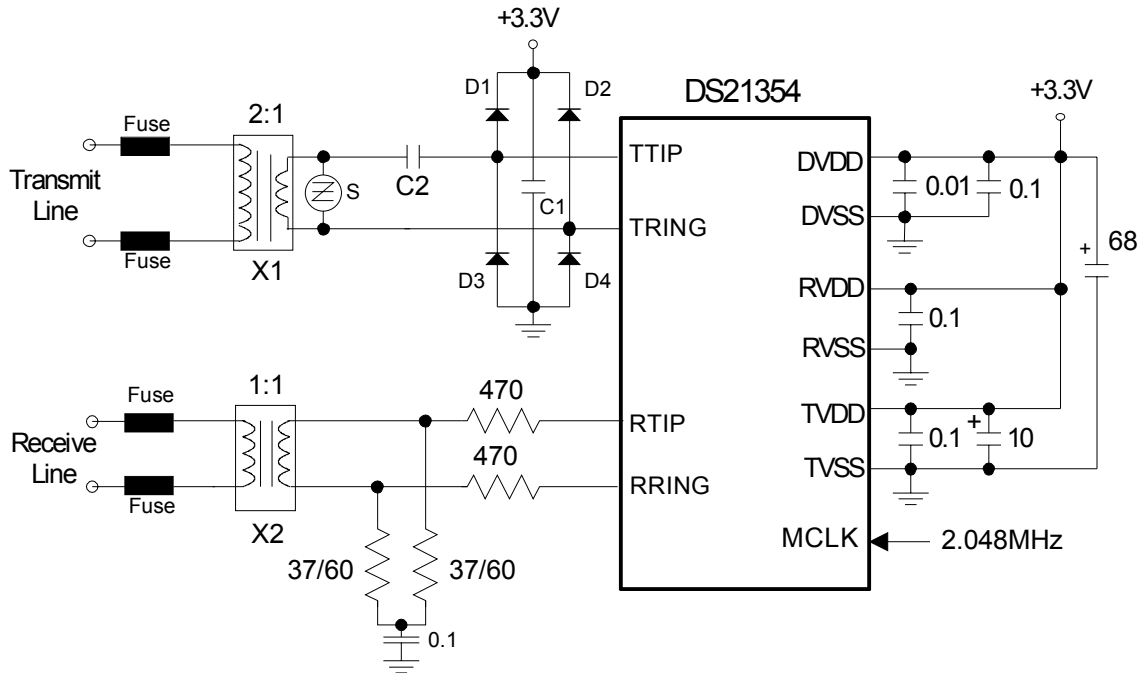 +3.3V
D1
D2
DS21354
+3.3V
Fuse
2:1
TTIP
DVDD
0.01
0.1
Transmit
Line
S
C2
C1
DVSS
TRING
68
+
Fuse
X1
D3
D4
RVDD
0.1
RVSS
Fuse
1:1
470
RTIP
TVDD
0.1
+
10
Receive
Line
470
RRING
TVSS
Fuse
X2
MCLK
2.048MHz
37/60
37/60
0.1